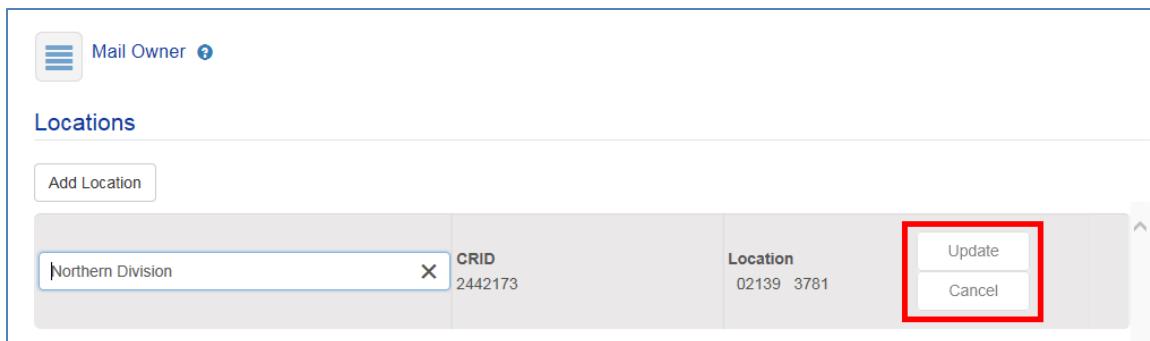 Mail Owner ?
Locations
Add Location
Northern Division
CRID
2442173
Location
02139 3781
Update
Cancel